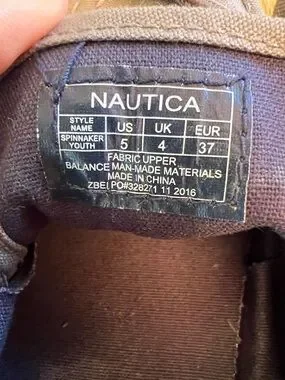 NAUTICA
STYLE NAME US UK EUR
SPINNAKER YOUTH 5 4 37
FABRIC UPPER
BALANCE MAN-MADE MATERIALS
MADE IN CHINA
ZBEI PO#328271 11 2016